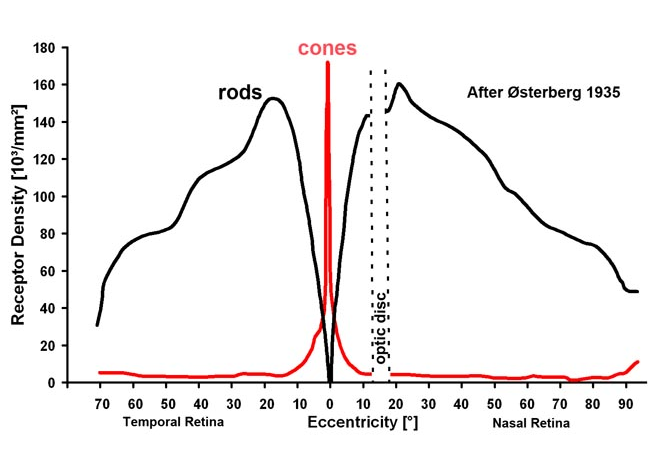 cones
180
160
140
120
100
80
60
40
20
0
Receptor Density [10³/mm²]
rods
After Østerberg 1935
optic disc
70 60 50 40 30 20 10 0 10 20 30 40 50 60 70 80 90
Temporal Retina Eccentricity [°] Nasal Retina